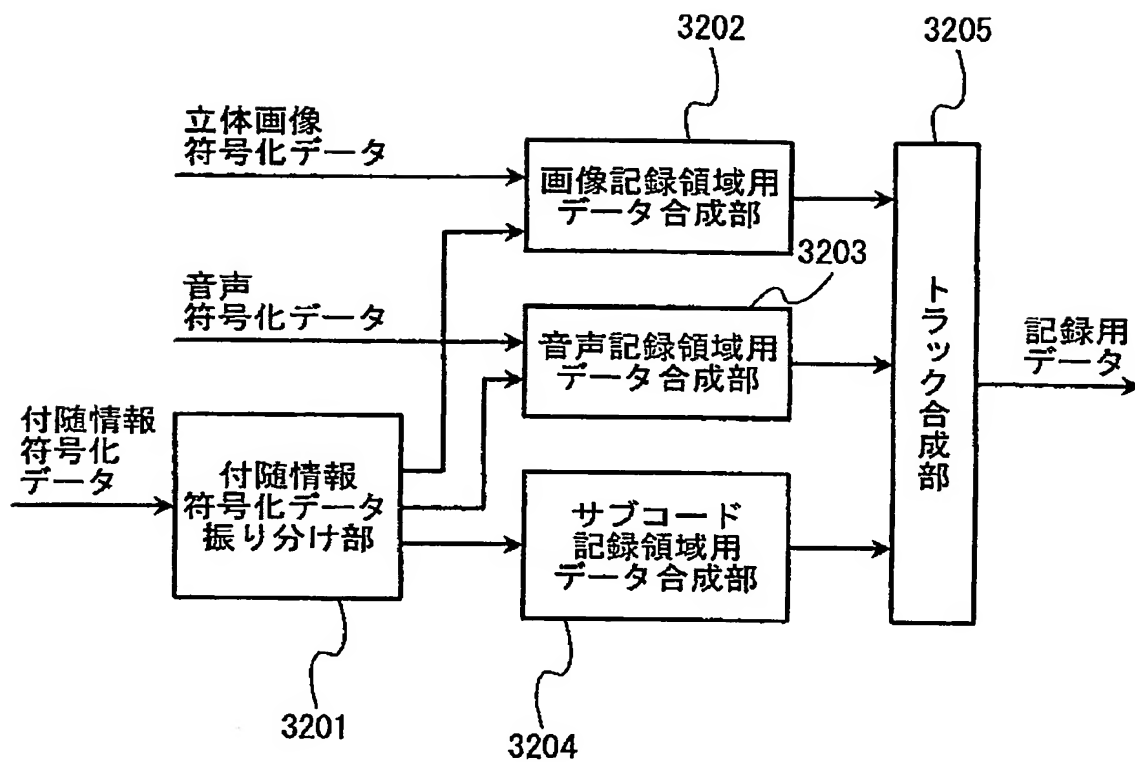 3202
3205
立体画像
符号化データ
画像記録領域用
データ合成部
3203
音声
符号化データ
音声記録領域用
データ合成部
トラック合成部
記録用
データ
付随情報
符号化
データ
付随情報
符号化データ
振り分け部
サブコード
記録領域用
データ合成部
3201
3204